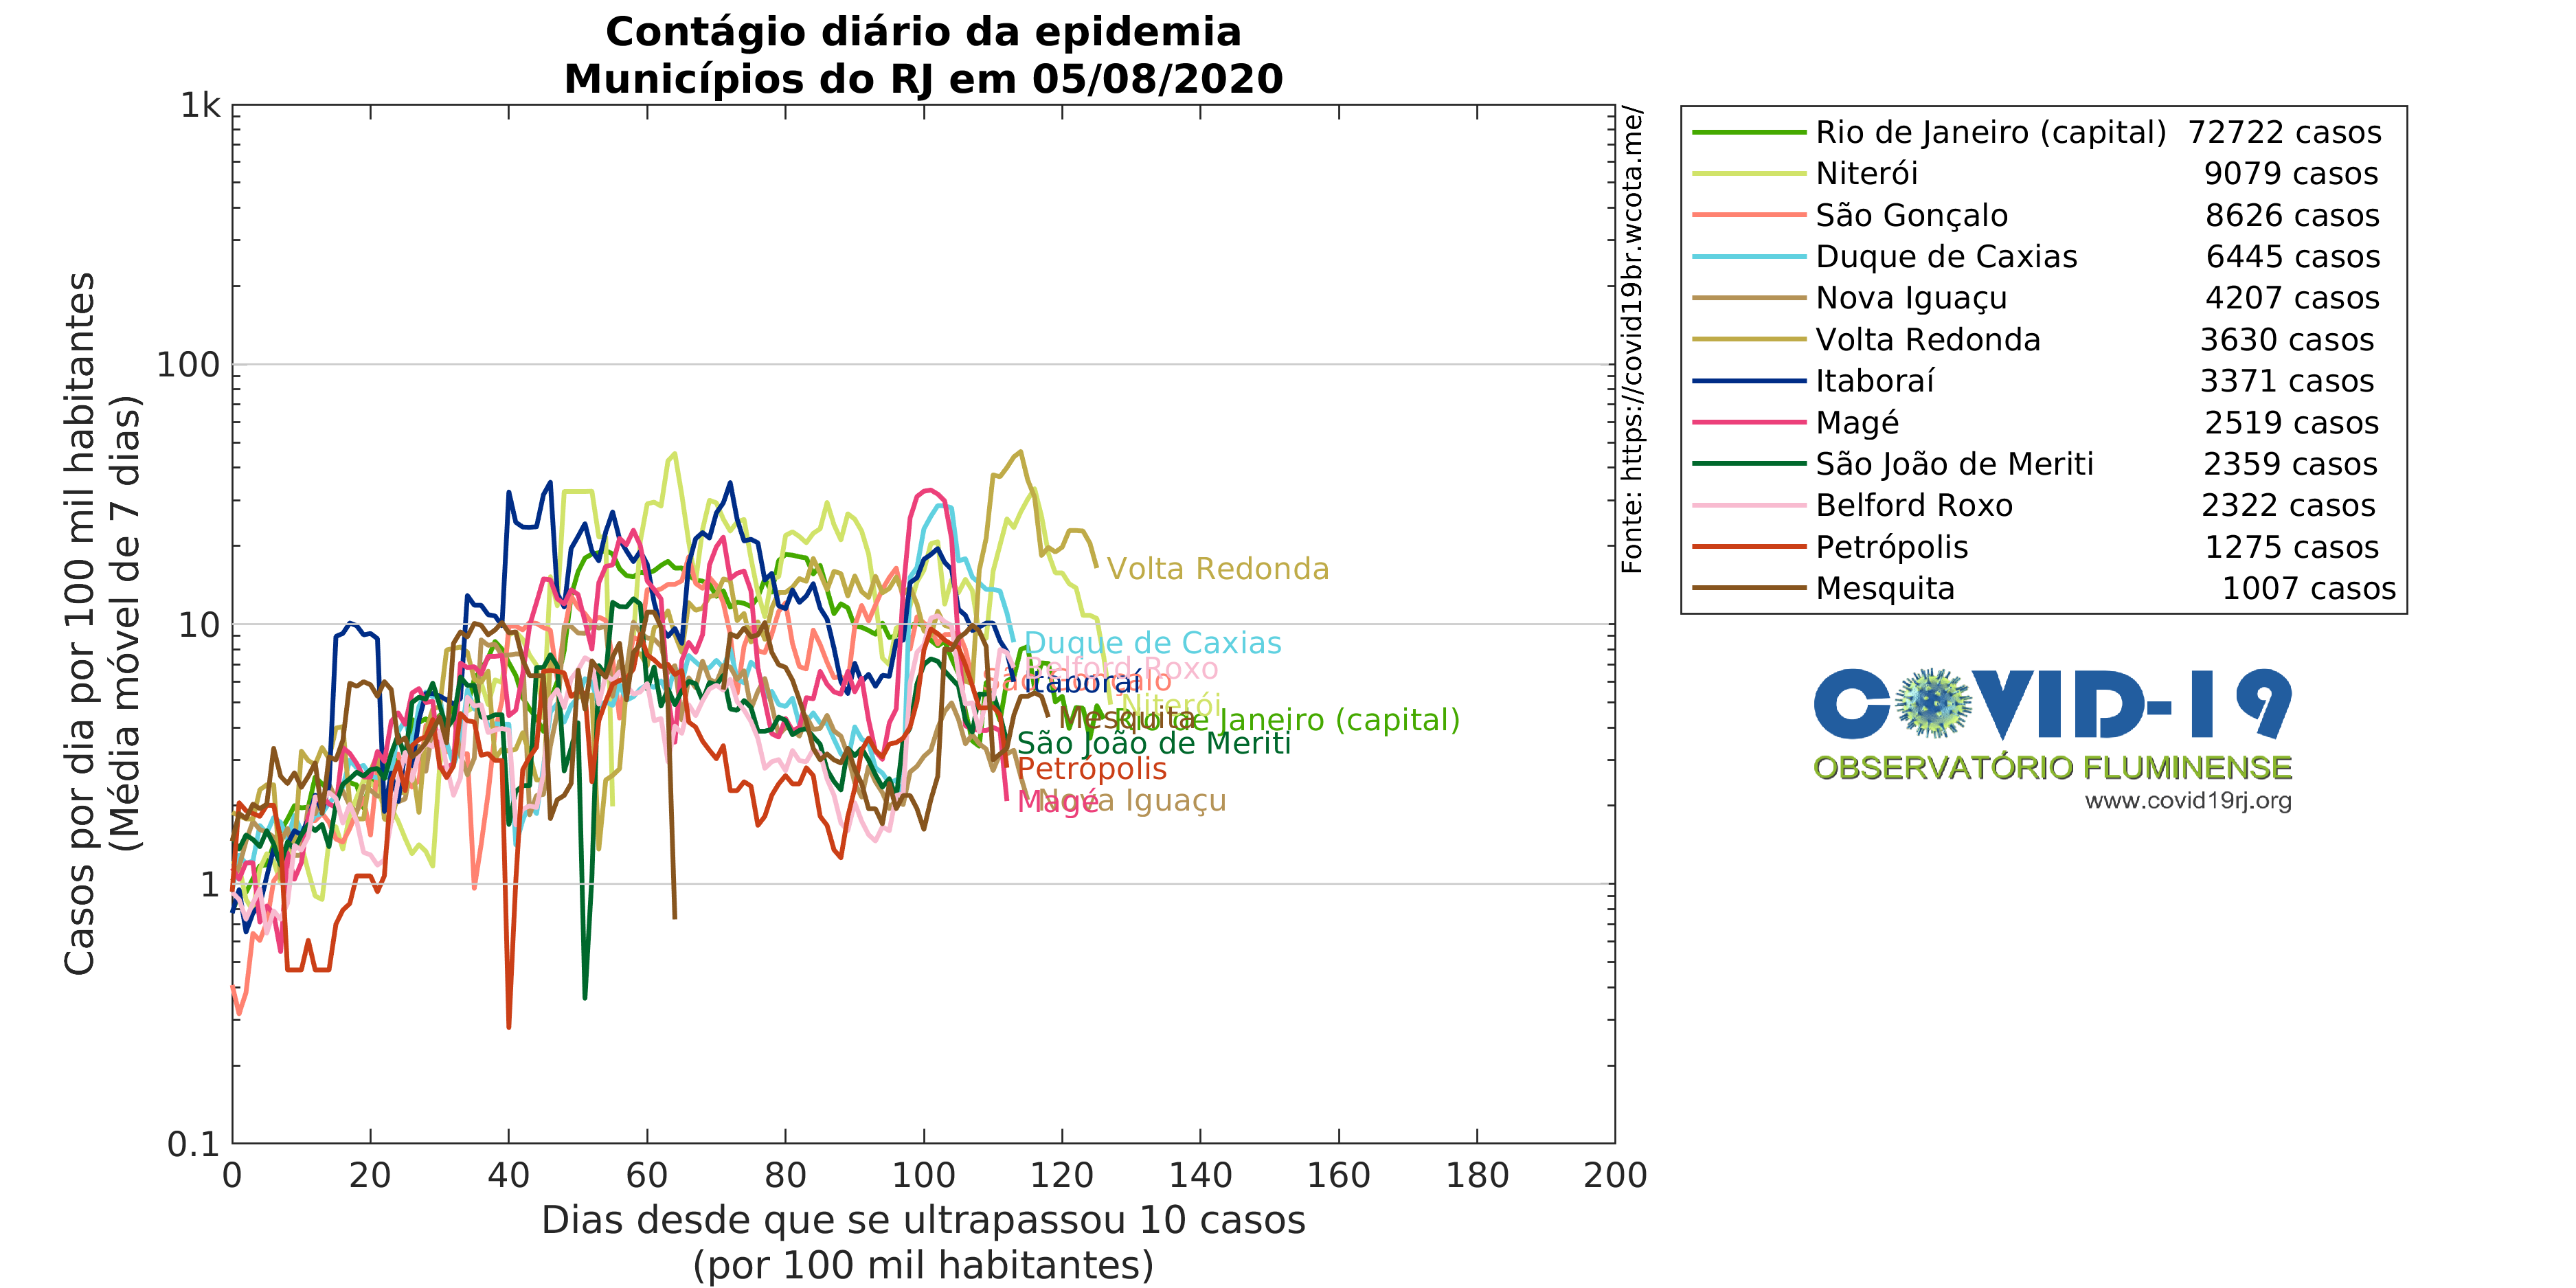 Contágio diário da epidemia
Municípios do RJ em 05/08/2020
Casos por dia por 100 mil habitantes
(Média móvel de 7 dias)
1k
100
10
1
0.1
0 20 40 60 80 100 120 140 160 180 200
Dias desde que se ultrapassou 10 casos
(por 100 mil habitantes)
Volta Redonda
Duque de Caxias
Belford Roxo
São Gonçalo
Itaboraí
Niterói
Mesquita
Rio de Janeiro (capital)
São João de Meriti
Petrópolis
Magé
Nova Iguaçu
Fonte: https://covid19br.wcota.me/
Rio de Janeiro (capital) 72722 casos
Niterói 9079 casos
São Gonçalo 8626 casos
Duque de Caxias 6445 casos
Nova Iguaçu 4207 casos
Volta Redonda 3630 casos
Itaboraí 3371 casos
Magé 2519 casos
São João de Meriti 2359 casos
Belford Roxo 2322 casos
Petrópolis 1275 casos
Mesquita 1007 casos
COVID-19
OBSERVATÓRIO FLUMINENSE
www.covid19rj.org